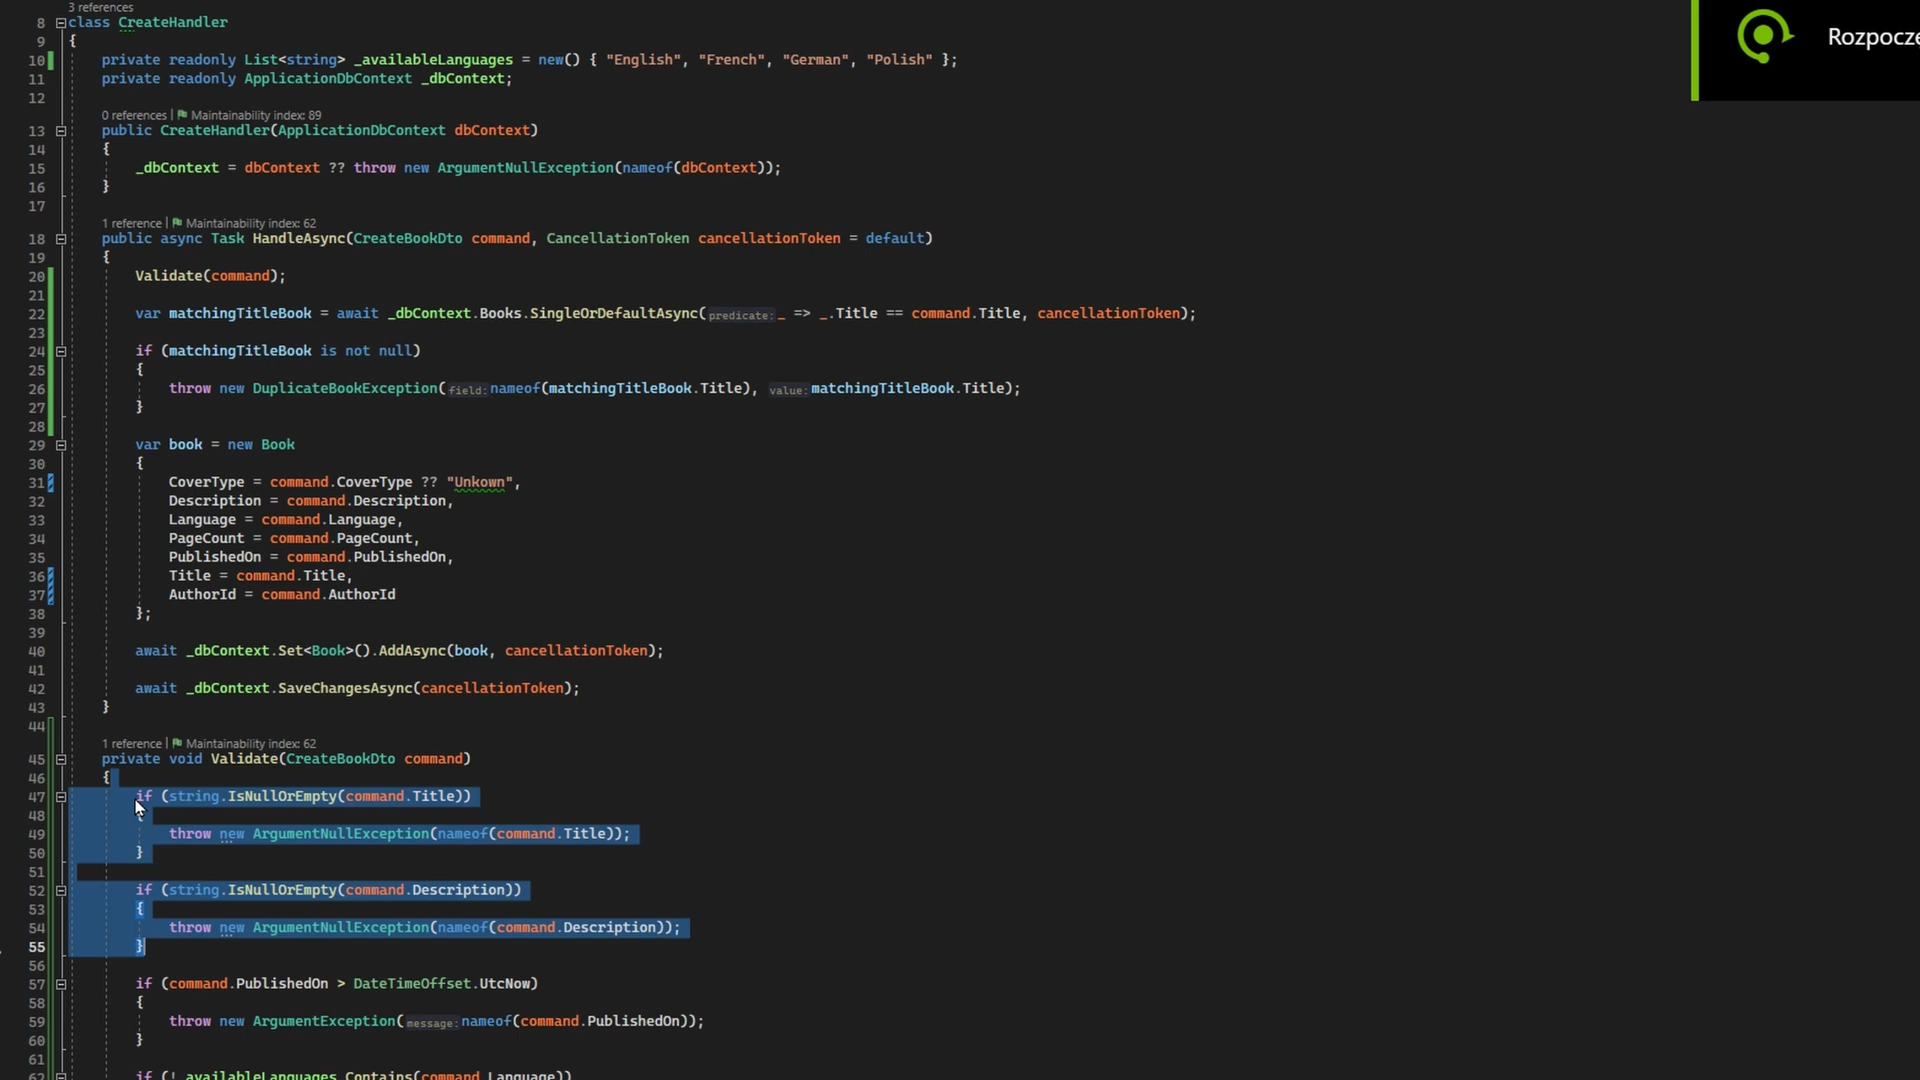 3 references
8 class CreateHandler
9 {
10 private readonly List<string> _availableLanguages = new() { "English", "French", "German", "Polish" };
11 private readonly ApplicationDbContext _dbContext;
12
0 references | Maintainability index: 89
13 public CreateHandler(ApplicationDbContext dbContext)
14 {
15 _dbContext = dbContext ?? throw new ArgumentNullException(nameof(dbContext));
16 }
17
1 reference | Maintainability index: 62
18 public async Task HandleAsync(CreateBookDto command, CancellationToken cancellationToken = default)
19 {
20 Validate(command);
21
22 var matchingTitleBook = await _dbContext.Books.SingleOrDefaultAsync(predicate: _ => _.Title == command.Title, cancellationToken);
23
24 if (matchingTitleBook is not null)
25 {
26 throw new DuplicateBookException(field: nameof(matchingTitleBook.Title), value: matchingTitleBook.Title);
27 }
28
29 var book = new Book
30 {
31 CoverType = command.CoverType ?? "Unkown",
32 Description = command.Description,
33 Language = command.Language,
34 PageCount = command.PageCount,
35 PublishedOn = command.PublishedOn,
36 Title = command.Title,
37 AuthorId = command.AuthorId
38 };
39
40 await _dbContext.Set<Book>().AddAsync(book, cancellationToken);
41
42 await _dbContext.SaveChangesAsync(cancellationToken);
43 }
44
1 reference | Maintainability index: 62
45 private void Validate(CreateBookDto command)
46 {
47 if (string.IsNullOrEmpty(command.Title))
48 {
49 throw new ArgumentNullException(nameof(command.Title));
50 }
51
52 if (string.IsNullOrEmpty(command.Description))
53 {
54 throw new ArgumentNullException(nameof(command.Description));
55 }
56
57 if (command.PublishedOn > DateTimeOffset.UtcNow)
58 {
59 throw new ArgumentException(message: nameof(command.PublishedOn));
60 }
61
62 if (!_availableLanguages.Contains(command.Language))
Rozpocze